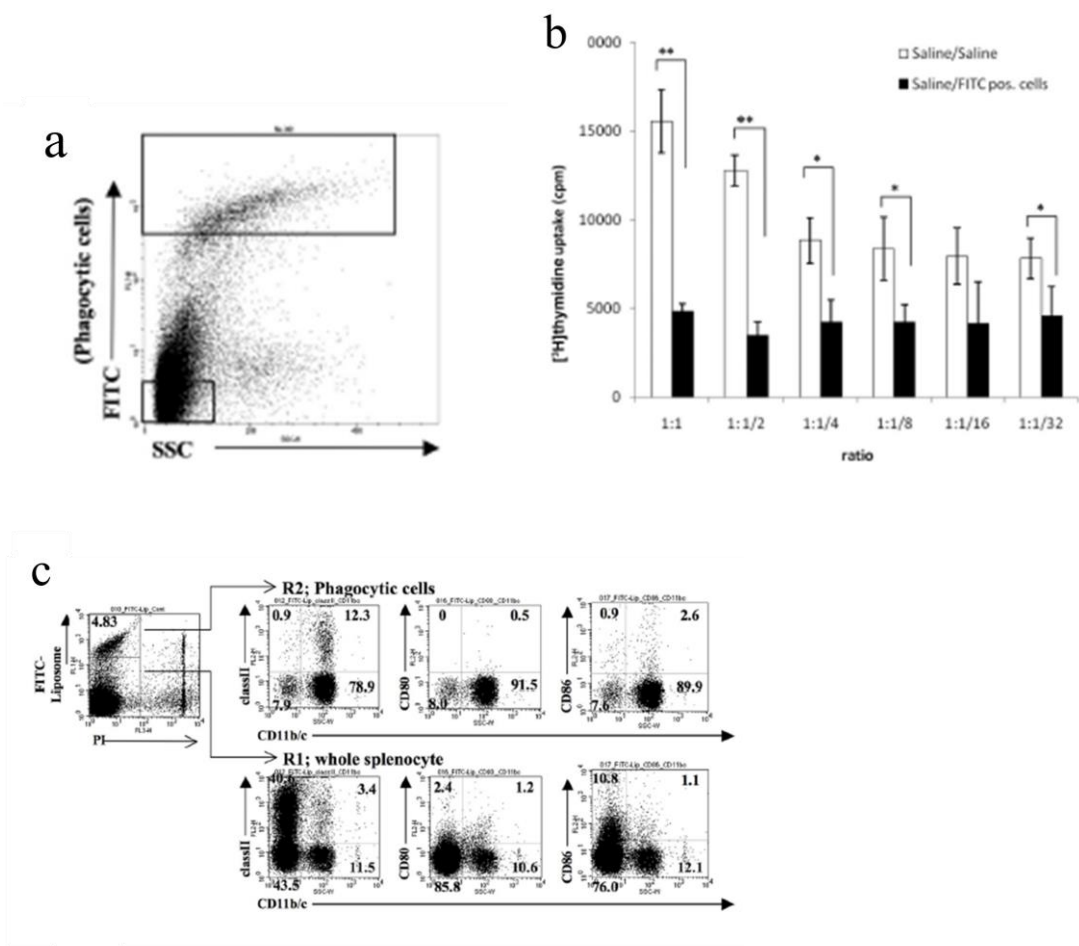 a
(Phagocytic cells)
FITC
SSC
b
0000
15000
10000
5000
0
**
**
*
*
*
Saline/Saline
Saline/FITC pos. cells
[³H]thymidine uptake (cpm)
1:1
1:1/2
1:1/4
1:1/8
1:1/16
1:1/32
ratio
c
R2; Phagocytic cells
4.83
FITC-
Liposome
PI
0.9
12.3
78.9
7.9
classII
0
0.5
91.5
8.0
CD80
0.9
2.6
89.9
7.6
CD86
CD11b/c
R1; whole splenocyte
3.4
11.5
43.5
classII
2.4
1.2
10.6
85.8
CD80
10.8
1.1
12.1
76.0
CD86
CD11b/c